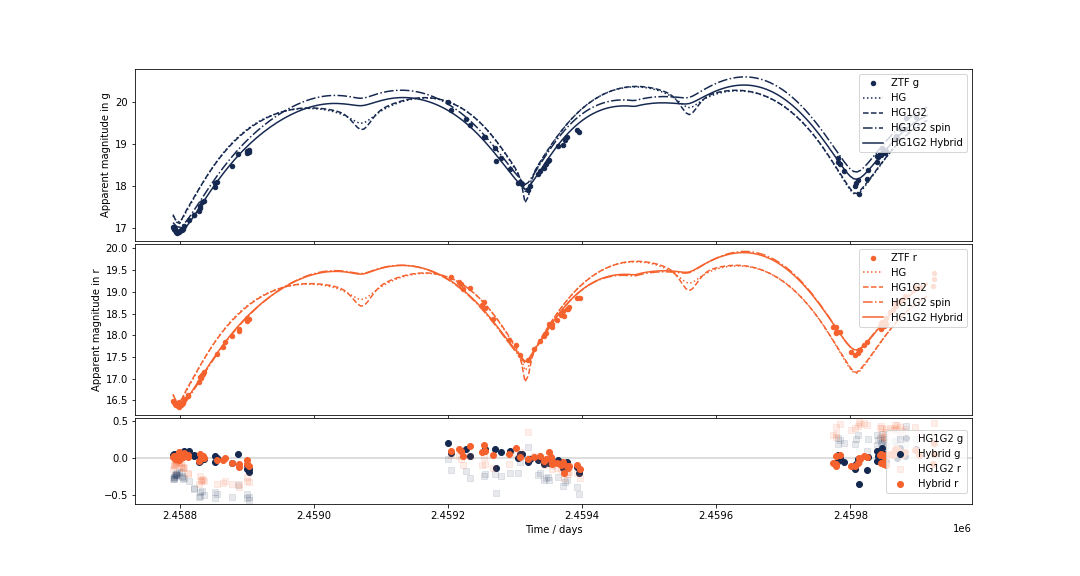 Apparent magnitude in g
20
19
18
17
ZTF g
HG
HG1G2
HG1G2 spin
HG1G2 Hybrid
Apparent magnitude in r
20.0
19.5
19.0
18.5
18.0
17.5
17.0
16.5
ZTF r
HG
HG1G2
HG1G2 spin
HG1G2 Hybrid
0.5
0.0
−0.5
HG1G2 g
Hybrid g
HG1G2 r
Hybrid r
2.4588
2.4590
2.4592
2.4594
2.4596
2.4598
Time / days
1e6